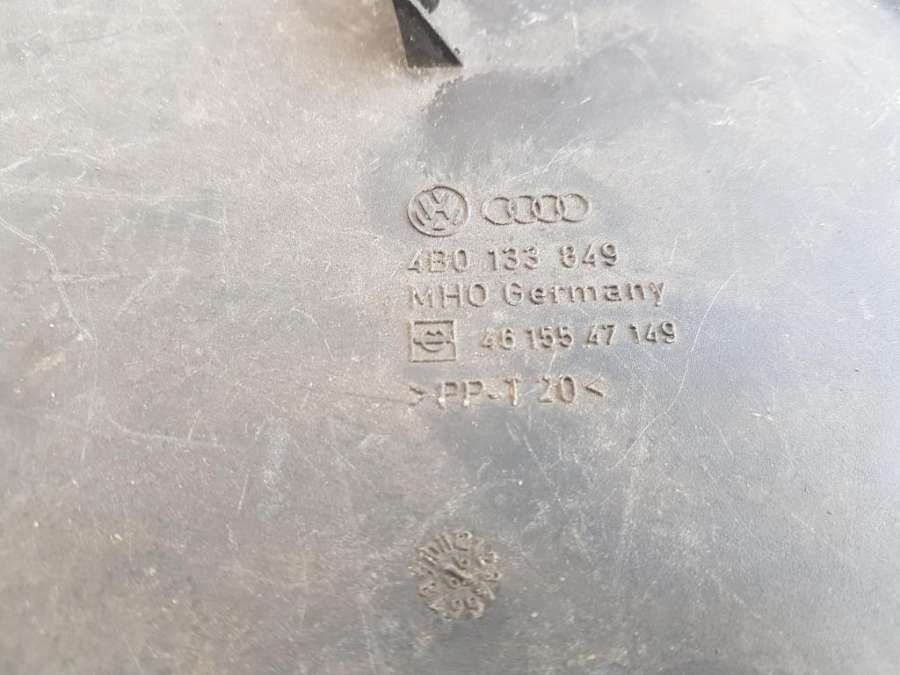 4B0 133 849
MHO Germany
46 155 47 149
>PP-T 20<